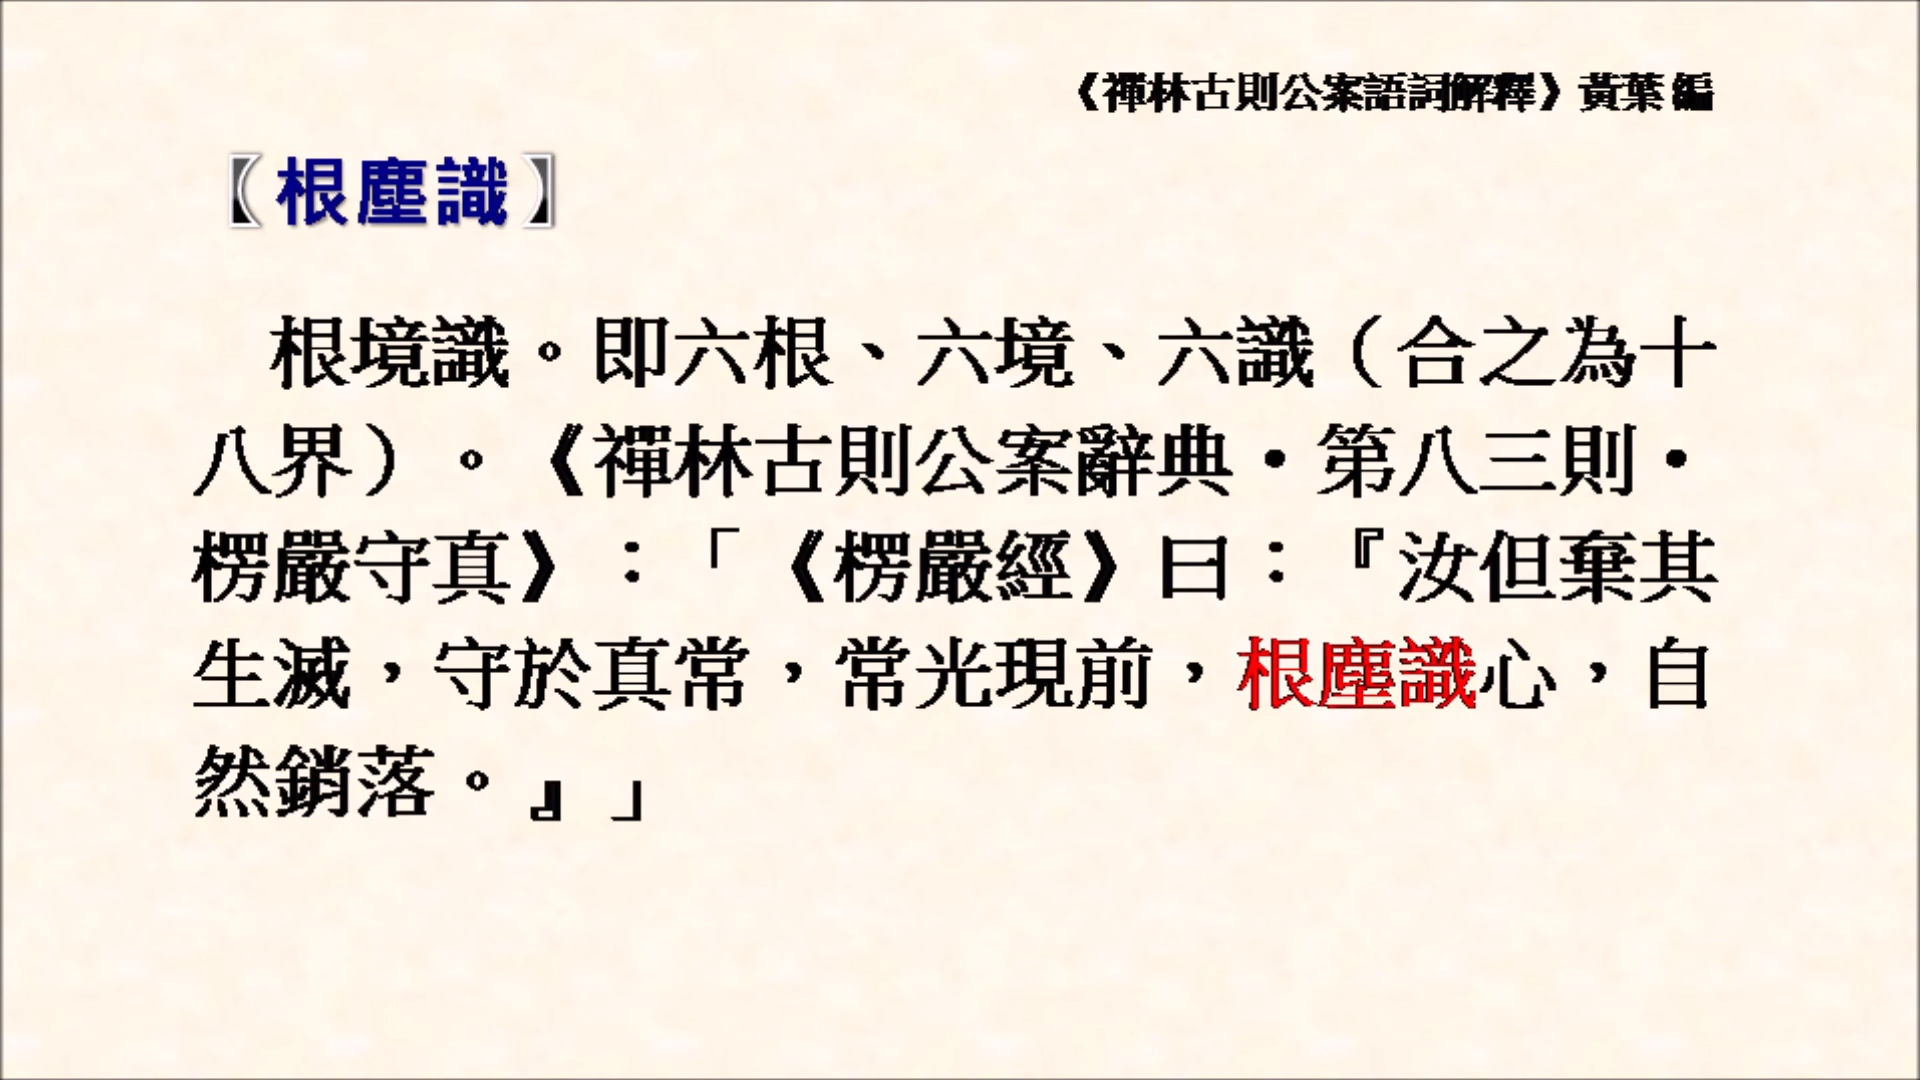 《禪林古則公案語詞解釋》黃葉 編
【根塵識】
根境識。即六根、六境、六識（合之為十
八界）。《禪林古則公案辭典・第八三則・
楞嚴守真》：「《楞嚴經》曰：『汝但棄其
生滅，守於真常，常光現前，根塵識心，自
然銷落。』」